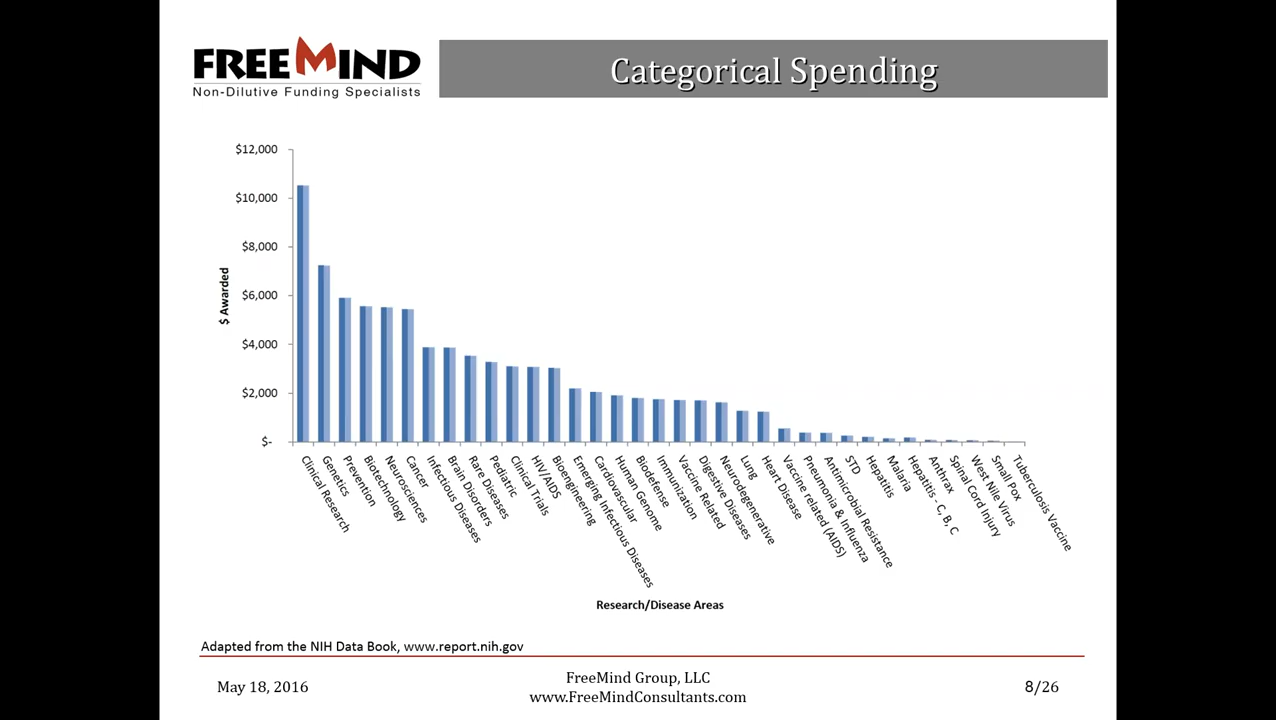 FREEMIND
Non-Dilutive Funding Specialists
Categorical Spending
$12,000
$10,000
$8,000
$6,000
$4,000
$2,000
$-
$ Awarded
Clinical Research
Genetics
Prevention
Biotechnology
Neurosciences
Cancer
Infectious Diseases
Brain Disorders
Rare Diseases
Pediatric
Clinical Trials
HIV/AIDS
Bioengineering
Emerging Infectious Diseases
Cardiovascular
Human Genome
Biodefense
Immunization
Vaccine Related
Digestive Diseases
Neurodegenerative
Lung
Heart Disease
Vaccine related (AIDS)
Pneumonia & Influenza
Antimicrobial Resistance
STD
Hepatitis
Malaria
Hepatitis - C, B, C
Anthrax
Spinal Cord Injury
West Nile Virus
Small Pox
Tuberculosis Vaccine
Research/Disease Areas
Adapted from the NIH Data Book, www.report.nih.gov
May 18, 2016
FreeMind Group, LLC
www.FreeMindConsultants.com
8/26